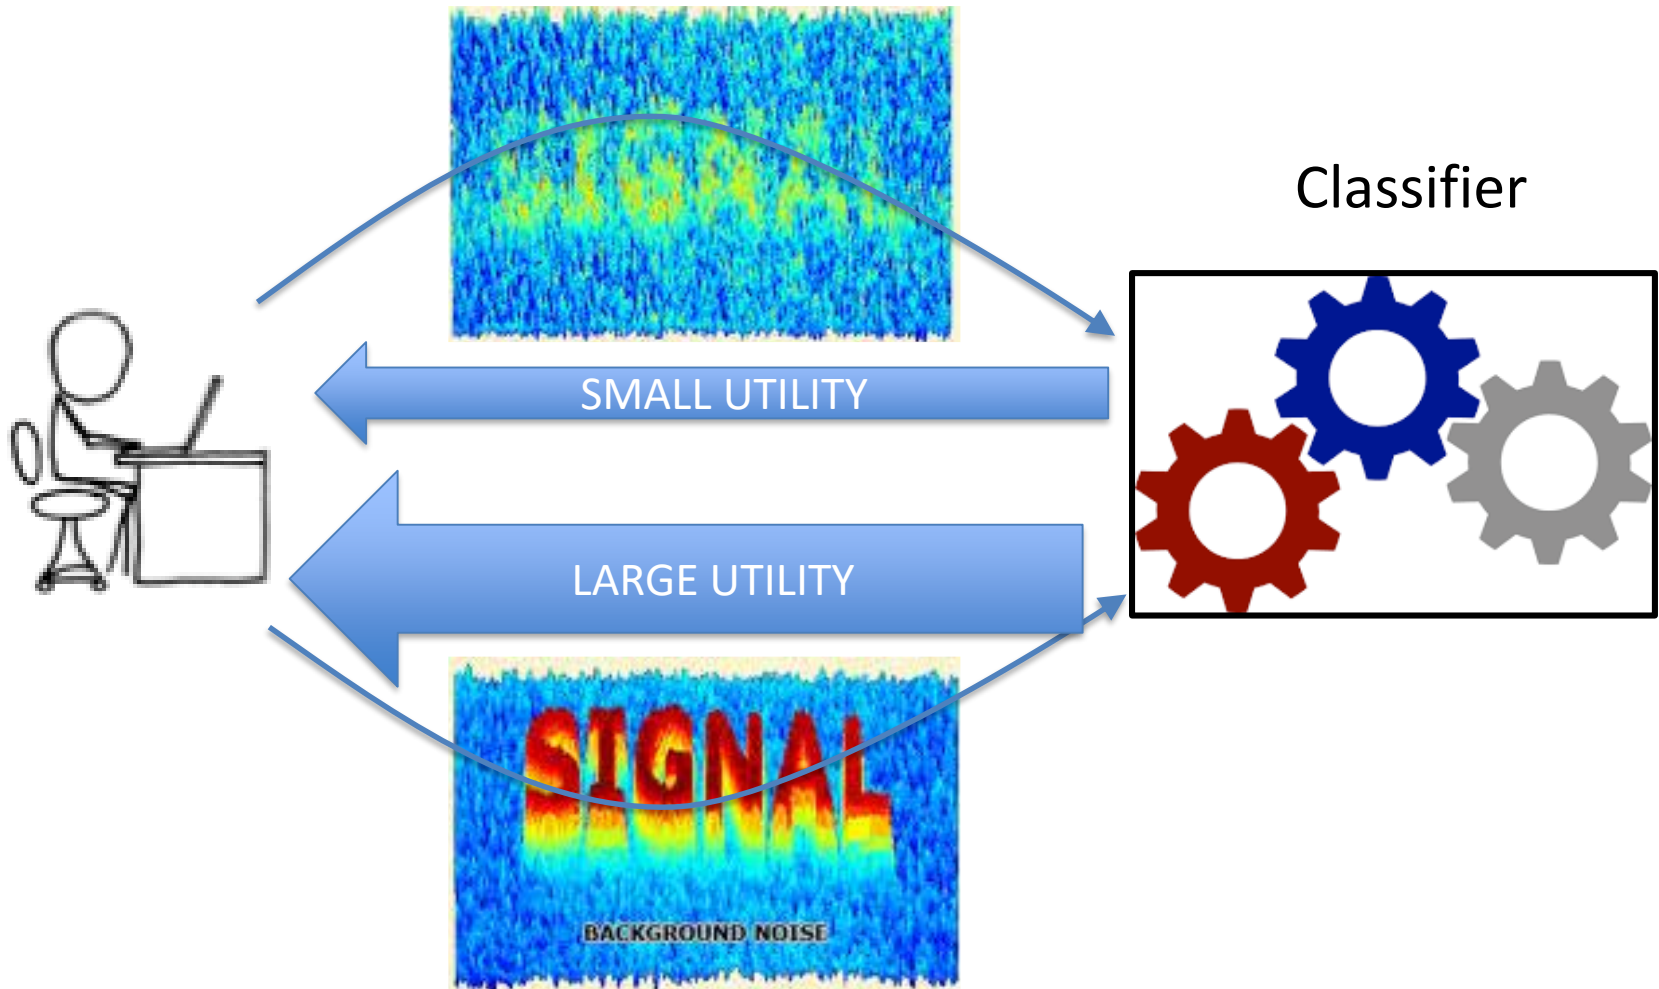 Classifier
SMALL UTILITY
LARGE UTILITY
SIGNAL
BACKGROUND NOISE